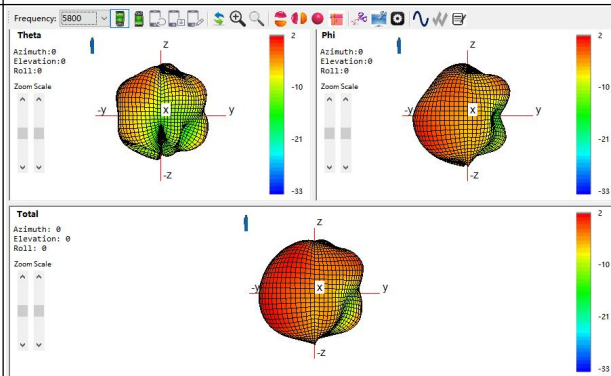 Frequency: 5800
Theta
Azimuth:0
Elevation:0
Roll:0
Zoom Scale
z
-y
x
y
-z
2
-10
-21
-33
Phi
Azimuth:0
Elevation:0
Roll:0
Zoom Scale
z
-y
x
y
-z
2
-10
-21
-33
Total
Azimuth: 0
Elevation: 0
Roll: 0
Zoom Scale
z
-y
x
y
-z
2
-10
-21
-33